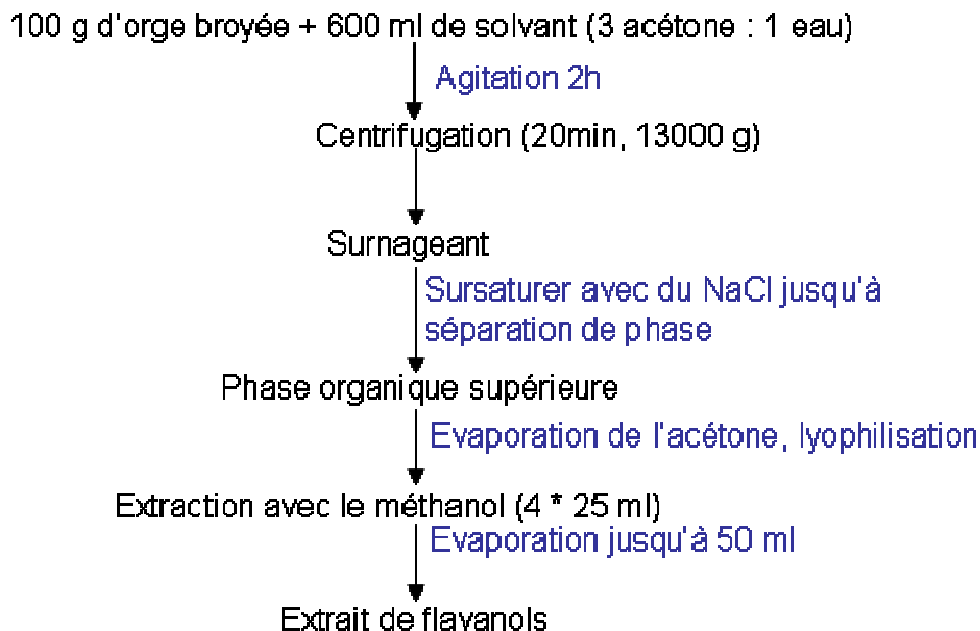 100 g d'orge broyée + 600 ml de solvant (3 acétone : 1 eau)
Agitation 2h
Centrifugation (20min, 13000 g)
Surnageant
Sursaturer avec du NaCl jusqu'à
séparation de phase
Phase organique supérieure
Evaporation de l'acétone, lyophilisation
Extraction avec le méthanol (4 * 25 ml)
Evaporation jusqu'à 50 ml
Extrait de flavanols